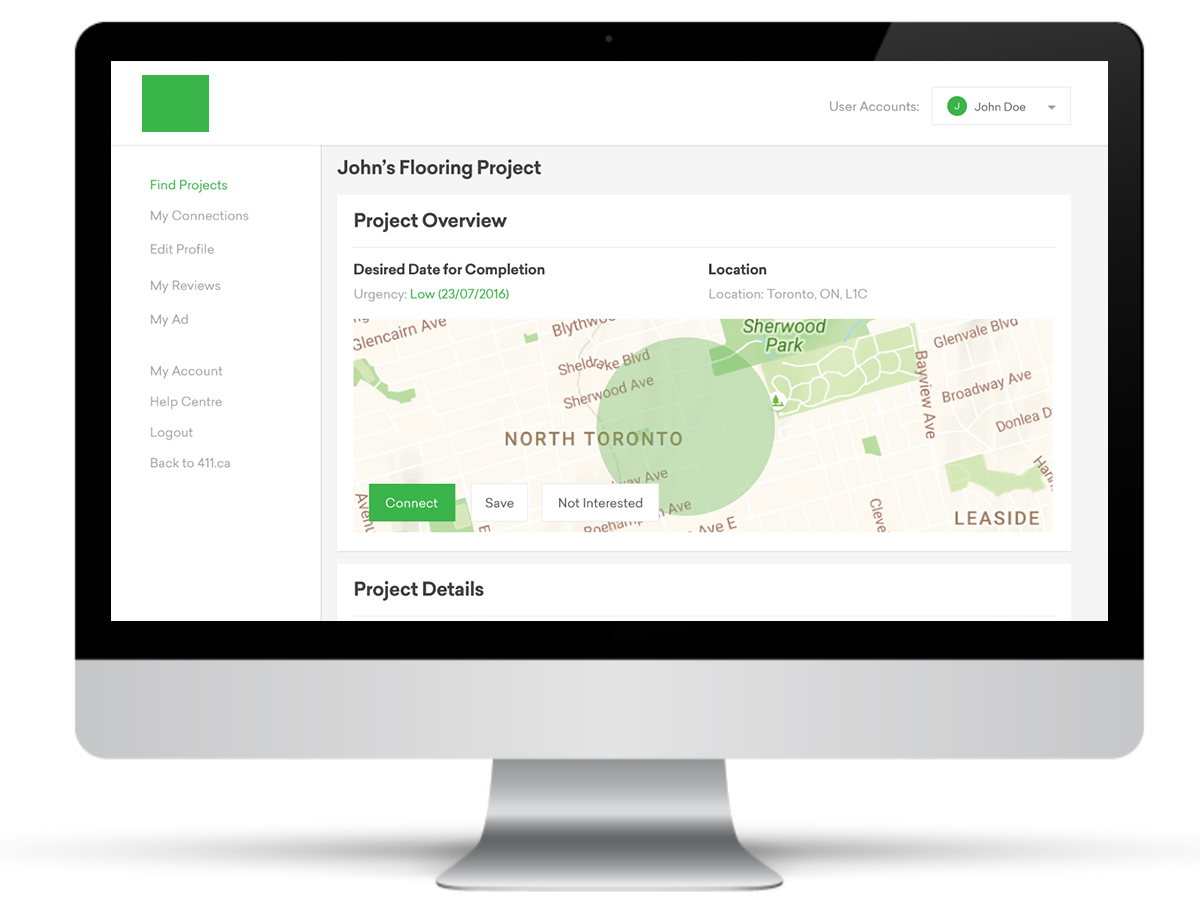 User Accounts:
J
John Doe
Find Projects
My Connections
Edit Profile
My Reviews
My Ad
My Account
Help Centre
Logout
Back to 411.ca
John’s Flooring Project
Project Overview
Desired Date for Completion
Urgency: Low (23/07/2016)
Location
Location: Toronto, ON, L1C
Glencairn Ave
Sherwood
Park
Glenvale Blvd
Sheldrake Blvd
Sherwood Ave
Bayview Ave
Broadway Ave
Donlea D
NORTH TORONTO
Ave
Ave
Ave E
LEASIDE
Connect
Save
Not Interested
Project Details